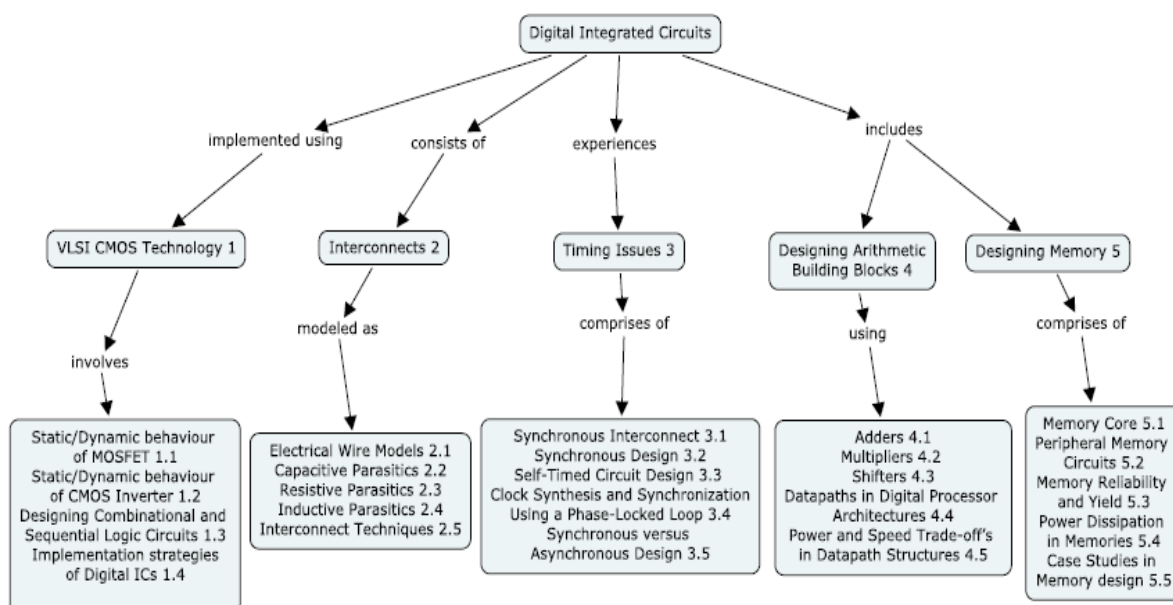 Digital Integrated Circuits
implemented using
consists of
experiences
includes
VLSI CMOS Technology 1
Interconnects 2
Timing Issues 3
Designing Arithmetic
Building Blocks 4
Designing Memory 5
involves
modeled as
comprises of
using
comprises of
Static/Dynamic behaviour
of MOSFET 1.1
Static/Dynamic behaviour
of CMOS Inverter 1.2
Designing Combinational and
Sequential Logic Circuits 1.3
Implementation strategies
of Digital ICs 1.4
Electrical Wire Models 2.1
Capacitive Parasitics 2.2
Resistive Parasitics 2.3
Inductive Parasitics 2.4
Interconnect Techniques 2.5
Synchronous Interconnect 3.1
Synchronous Design 3.2
Self-Timed Circuit Design 3.3
Clock Synthesis and Synchronization
Using a Phase-Locked Loop 3.4
Synchronous versus
Asynchronous Design 3.5
Adders 4.1
Multipliers 4.2
Shifters 4.3
Datapaths in Digital Processor
Architectures 4.4
Power and Speed Trade-off's
in Datapath Structures 4.5
Memory Core 5.1
Peripheral Memory
Circuits 5.2
Memory Reliability
and Yield 5.3
Power Dissipation
in Memories 5.4
Case Studies in
Memory design 5.5